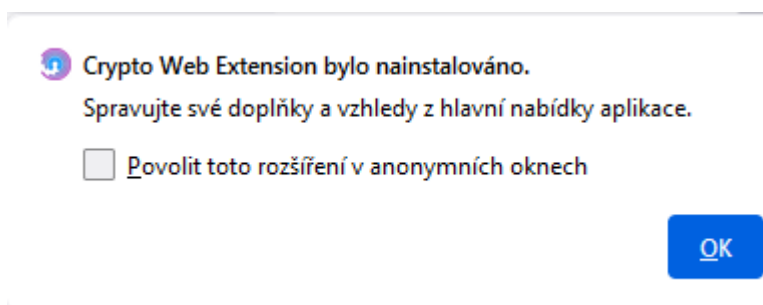 Crypto Web Extension bylo nainstalováno.
Spravujte své doplňky a vzhledy z hlavní nabídky aplikace.
Povolit toto rozšíření v anonymních oknech
OK